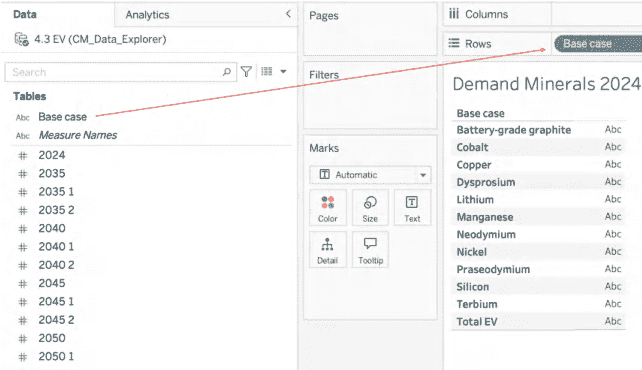 Data
Analytics
4.3 EV (CM_Data_Explorer)
Search
Tables
Abc Base case
Abc Measure Names
# 2024
# 2035
# 2035 1
# 2035 2
# 2040
# 2040 1
# 2040 2
# 2045
# 2045 1
# 2045 2
# 2050
# 2050 1
Pages
Filters
Marks
Automatic
Color Size Text
Detail Tooltip
Columns
Rows Base case
Demand Minerals 2024
Base case
Battery-grade graphite Abc
Cobalt Abc
Copper Abc
Dysprosium Abc
Lithium Abc
Manganese Abc
Neodymium Abc
Nickel Abc
Praseodymium Abc
Silicon Abc
Terbium Abc
Total EV Abc